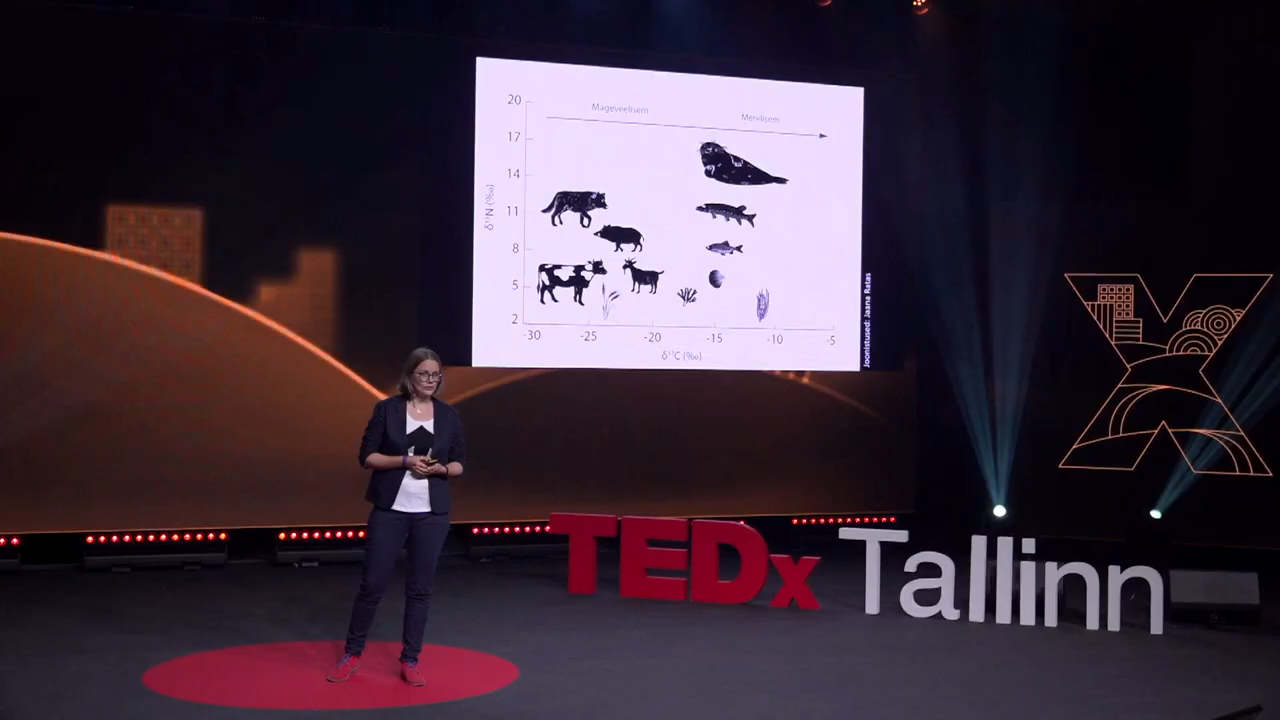 Mageveelisem
Merelisem
20
17
14
11
8
5
2
δ¹⁵N (‰)
-30
-25
-20
-15
-10
-5
δ¹³C (‰)
Joonistused: Jaana Ratas
X
TEDx Tallinn